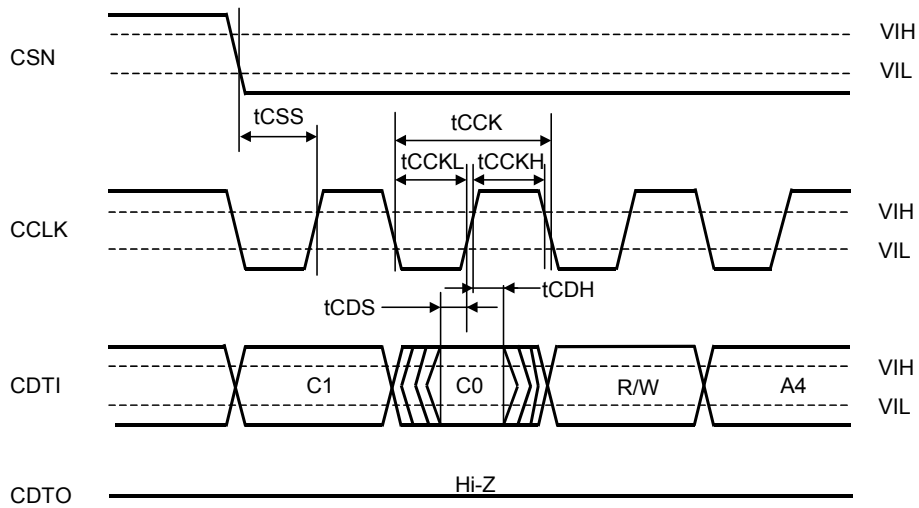 VIH
CSN
VIL
tCSS
tCCK
tCCKL
tCCKH
VIH
CCLK
VIL
tCDH
tCDS
VIH
CDTI
C1
C0
R/W
A4
VIL
Hi-Z
CDTO